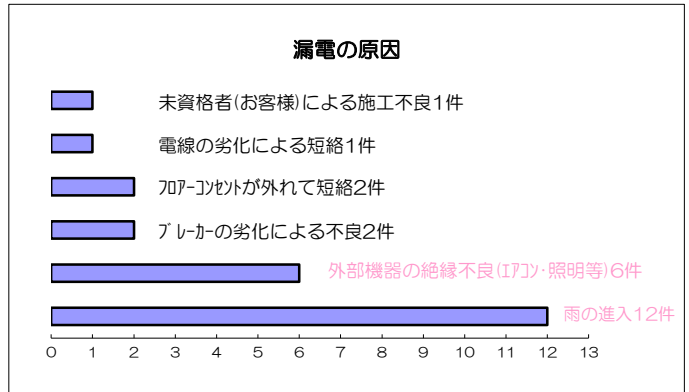 漏電の原因
未資格者(お客様)による施工不良1件
電線の劣化による短絡1件
ﾌﾛｱｰｺﾝｾﾝﾄが外れて短絡2件
ﾌﾞﾚｰｶｰの劣化による不良2件
外部機器の絶縁不良(ｴｱｺﾝ･照明等)6件
雨の進入12件
0 1 2 3 4 5 6 7 8 9 10 11 12 13